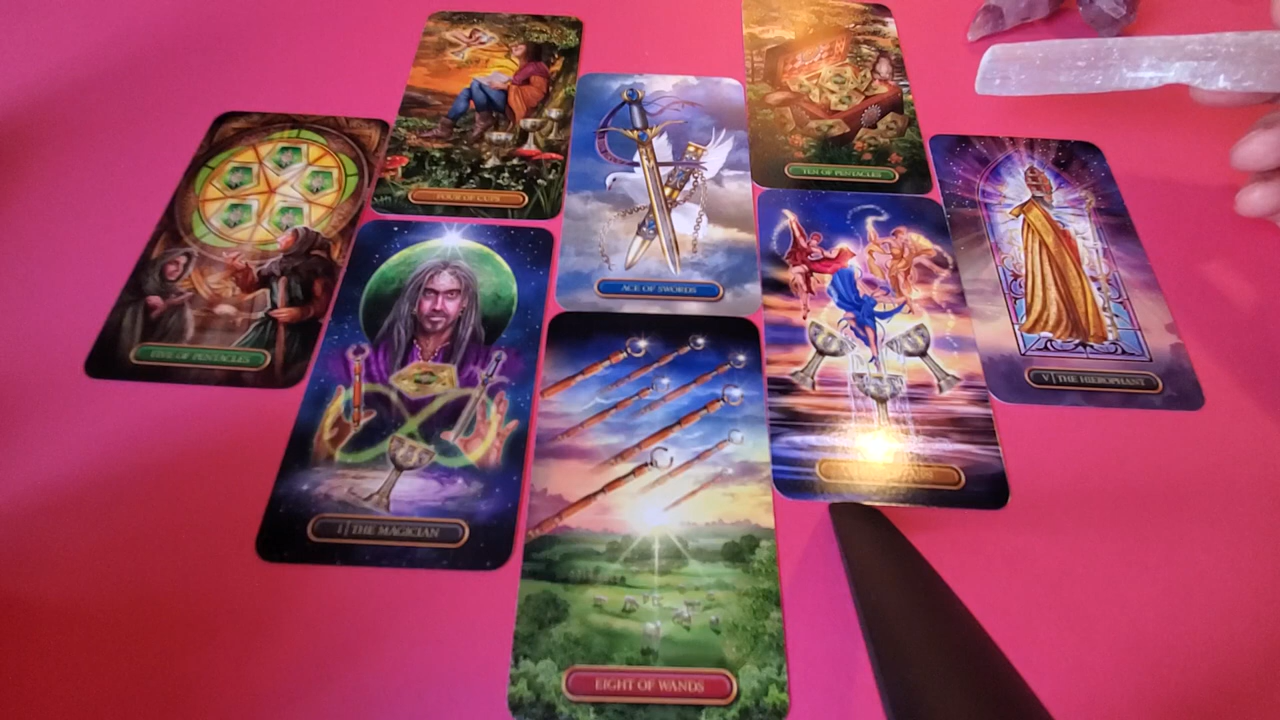 FOUR OF CUPS
TEN OF PENTACLES
ACE OF SWORDS
FIVE OF PENTACLES
V | THE HIEROPHANT
I | THE MAGICIAN
EIGHT OF WANDS